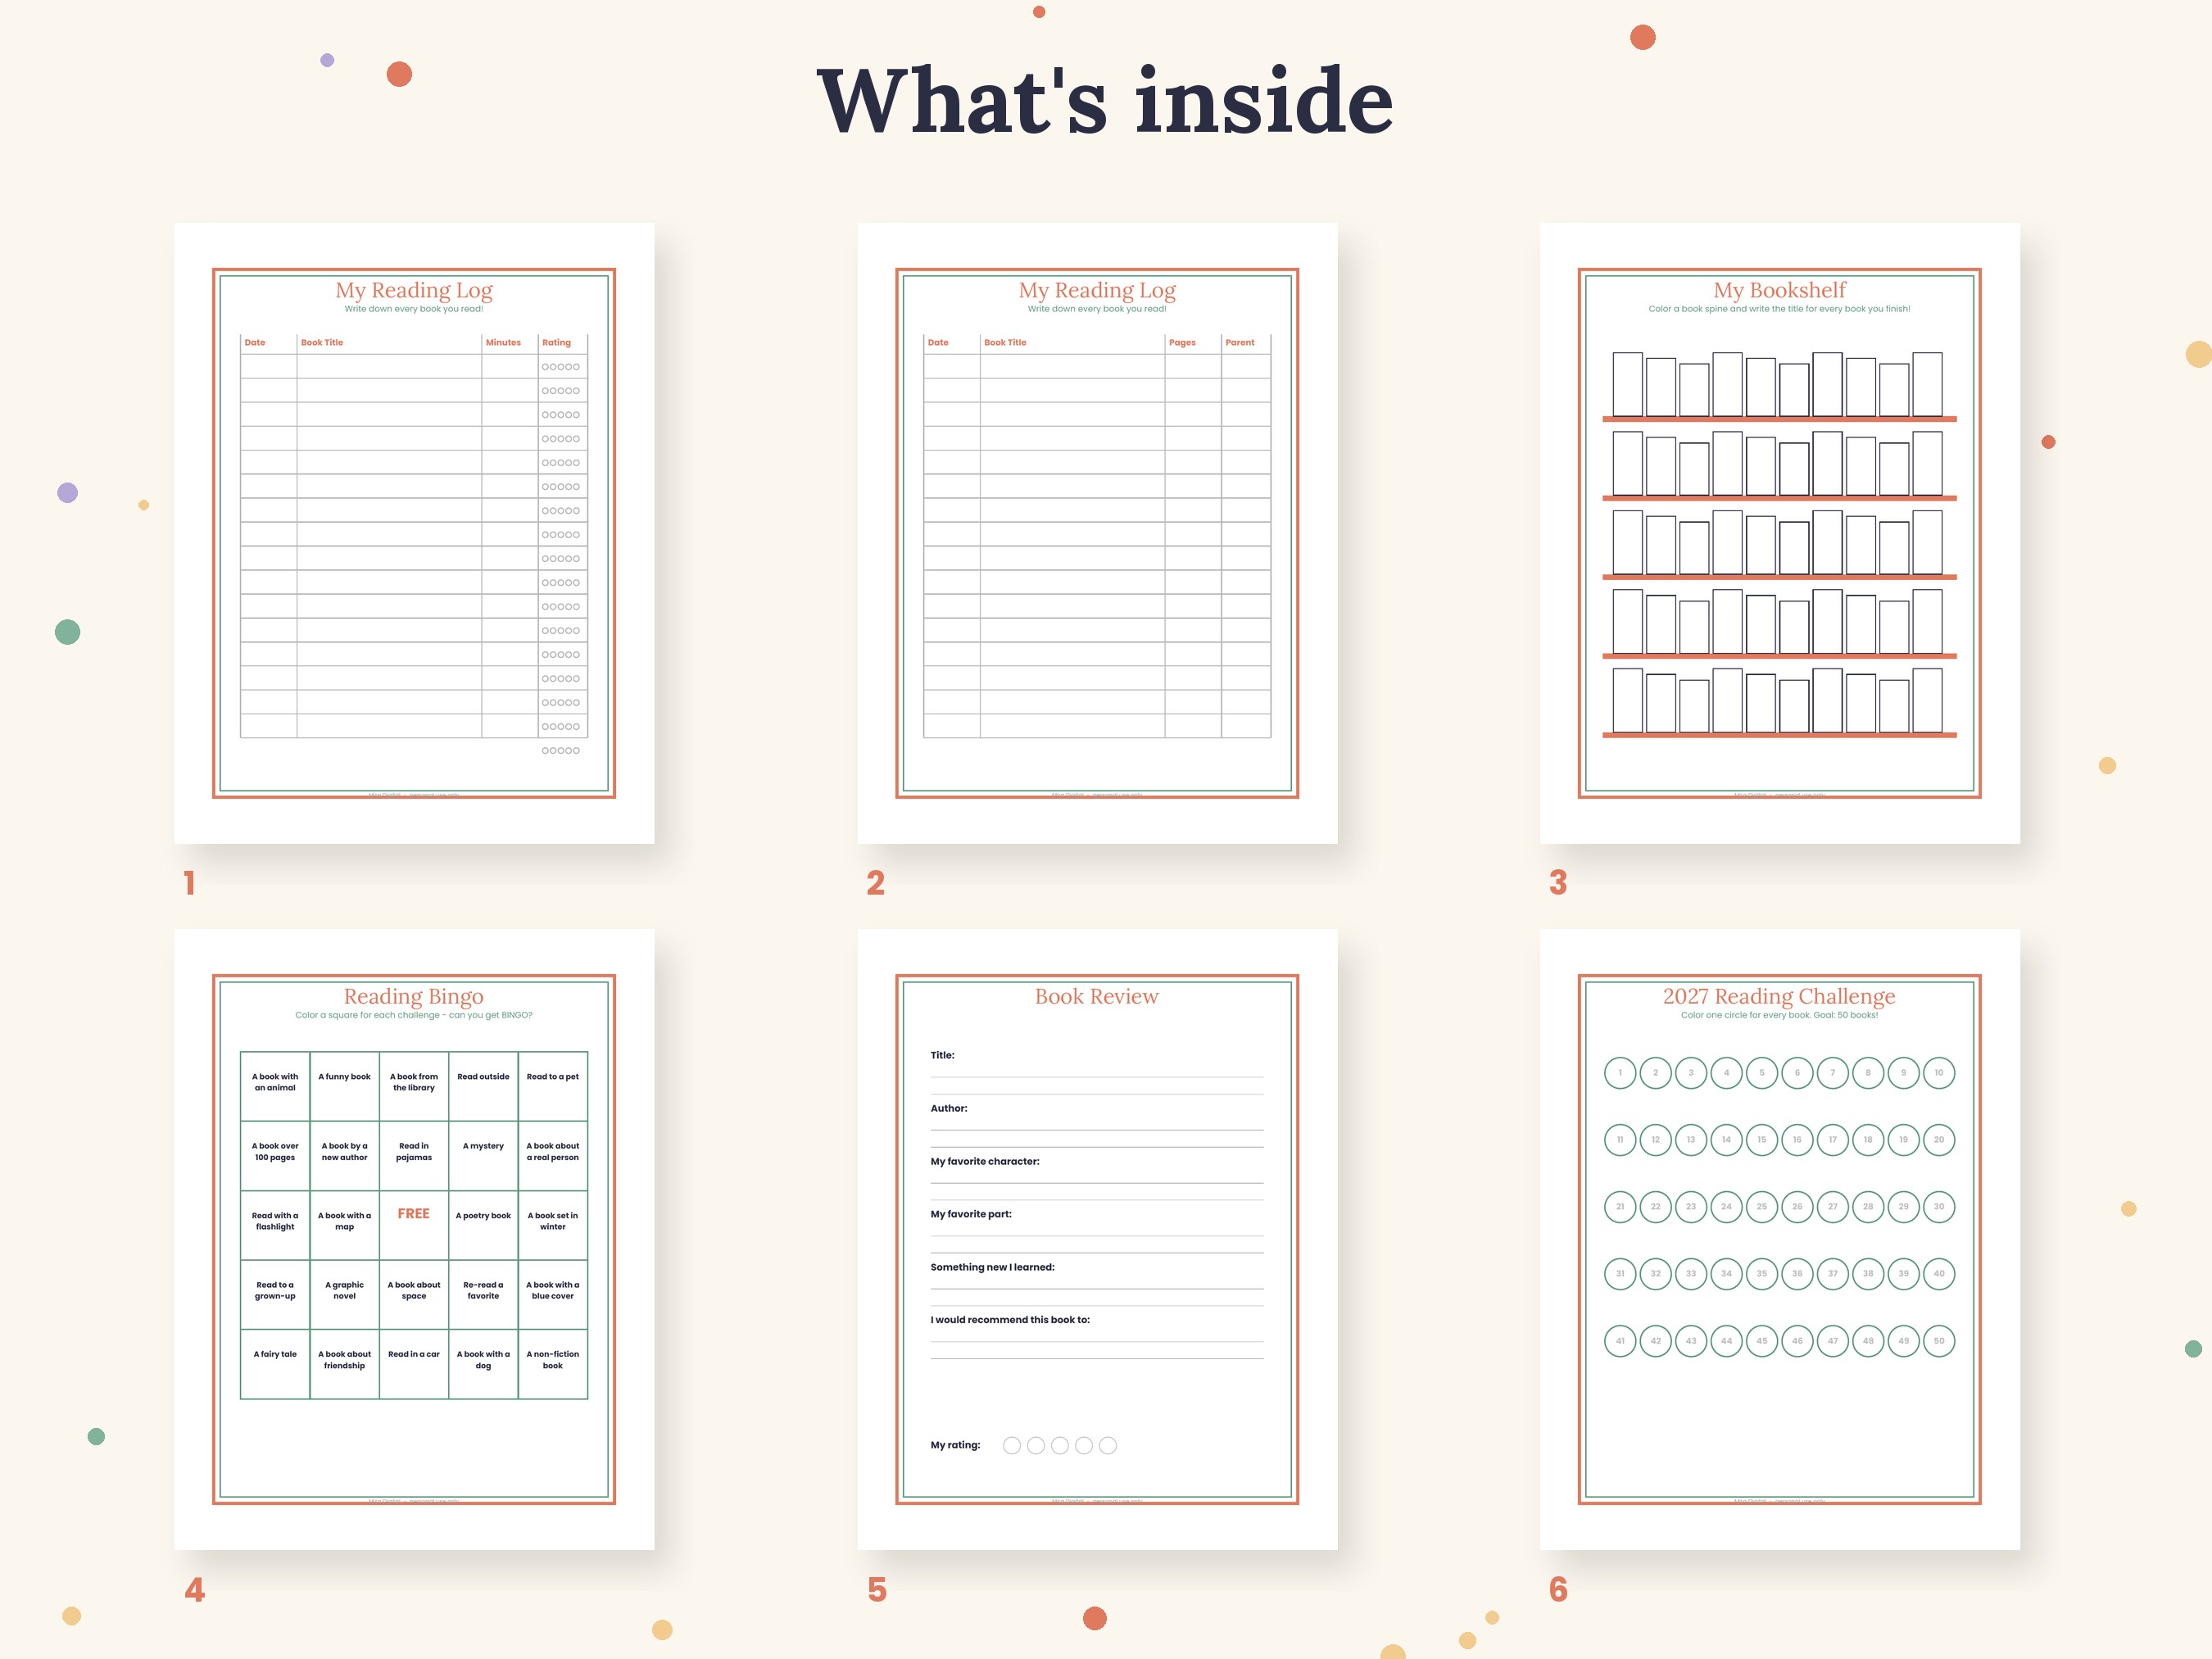 What's inside
My Reading Log
Write down every book you read!
Date Book Title Minutes Rating
1
My Reading Log
Write down every book you read!
Date Book Title Pages Parent
2
My Bookshelf
Color a book spine and write the title for every book you finish!
3
Reading Bingo
Color a square for each challenge - can you get BINGO?
A book with
an animal
A funny book
A book from
the library
Read outside
Read to a pet
A book over
100 pages
A book by a
new author
Read in
pajamas
A mystery
A book about
a real person
Read with a
flashlight
A book with a
map
FREE
A poetry book
A book set in
winter
Read to a
grown-up
A graphic
novel
A book about
space
Re-read a
favorite
A book with a
blue cover
A fairy tale
A book about
friendship
Read in a car
A book with a
dog
A non-fiction
book
4
Book Review
Title:
Author:
My favorite character:
My favorite part:
Something new I learned:
I would recommend this book to:
My rating:
5
2027 Reading Challenge
Color one circle for every book. Goal: 50 books!
1 2 3 4 5 6 7 8 9 10
11 12 13 14 15 16 17 18 19 20
21 22 23 24 25 26 27 28 29 30
31 32 33 34 35 36 37 38 39 40
41 42 43 44 45 46 47 48 49 50
6